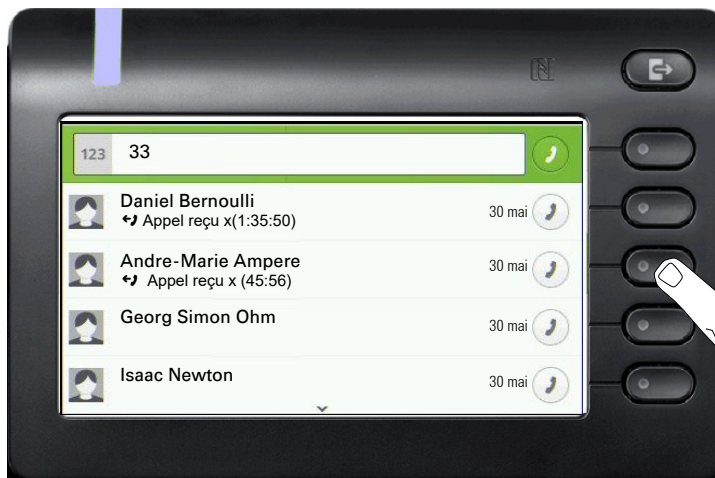 123 33
Daniel Bernoulli
Appel reçu x(1:35:50)
30 mai
Andre-Marie Ampere
Appel reçu x (45:56)
30 mai
Georg Simon Ohm
30 mai
Isaac Newton
30 mai